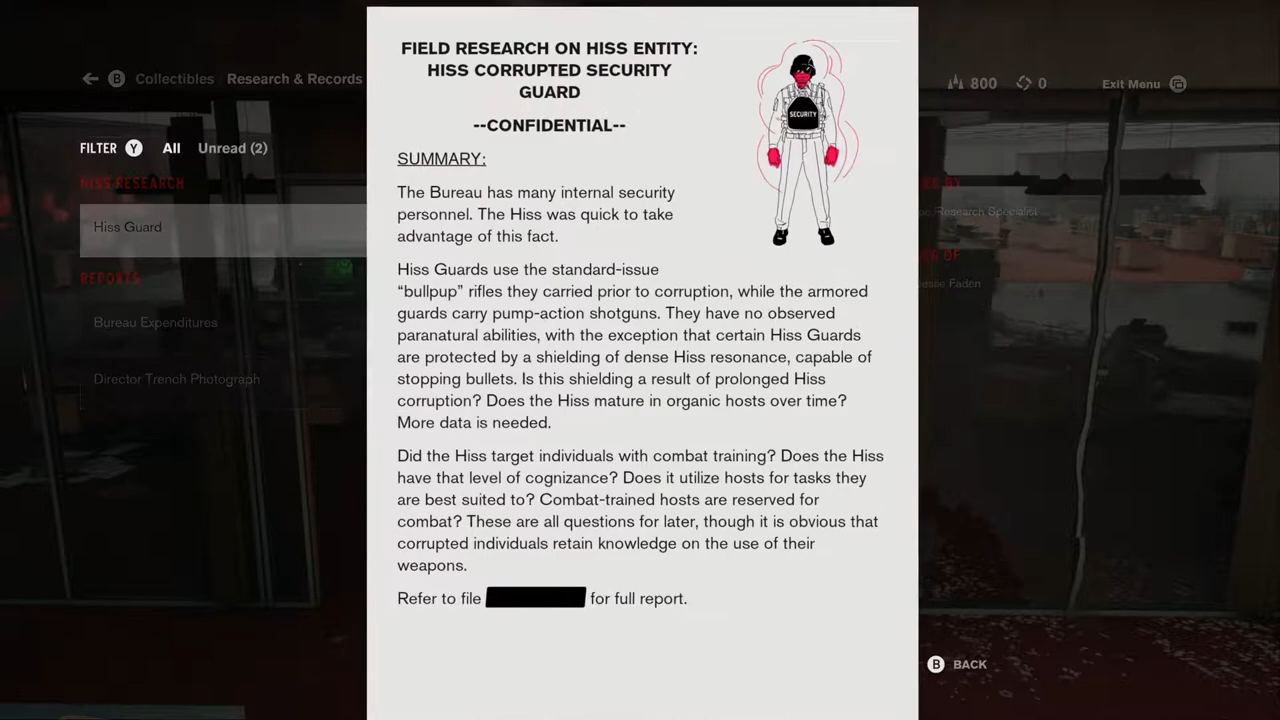 FIELD RESEARCH ON HISS ENTITY:
HISS CORRUPTED SECURITY
GUARD
--CONFIDENTIAL--
SUMMARY:
The Bureau has many internal security
personnel. The Hiss was quick to take
advantage of this fact.
Hiss Guards use the standard-issue
“bullpup” rifles they carried prior to corruption, while the armored
guards carry pump-action shotguns. They have no observed
paranatural abilities, with the exception that certain Hiss Guards
are protected by a shielding of dense Hiss resonance, capable of
stopping bullets. Is this shielding a result of prolonged Hiss
corruption? Does the Hiss mature in organic hosts over time?
More data is needed.
Did the Hiss target individuals with combat training? Does the Hiss
have that level of cognizance? Does it utilize hosts for tasks they
are best suited to? Combat-trained hosts are reserved for
combat? These are all questions for later, though it is obvious that
corrupted individuals retain knowledge on the use of their
weapons.
Refer to file for full report.
SECURITY
B Collectibles Research & Records
800 0 Exit Menu
FILTER Y All Unread (2)
HISS RESEARCH
Hiss Guard
REPORTS
Bureau Expenditures
Director Trench Photograph
BY
Research Specialist
OF
Jesse Faden
B BACK